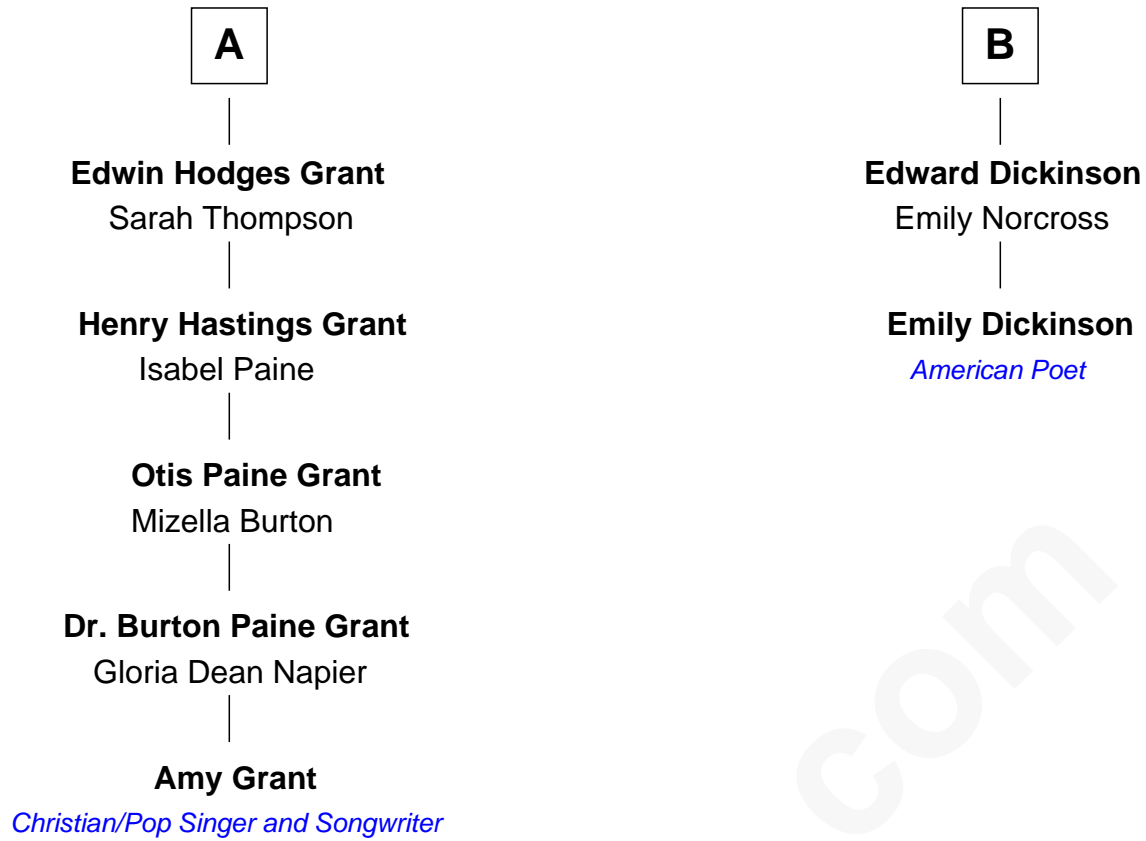 A
Edwin Hodges Grant
Sarah Thompson
Henry Hastings Grant
Isabel Paine
Otis Paine Grant
Mizella Burton
Dr. Burton Paine Grant
Gloria Dean Napier
Amy Grant
Christian/Pop Singer and Songwriter
B
Edward Dickinson
Emily Norcross
Emily Dickinson
American Poet
com